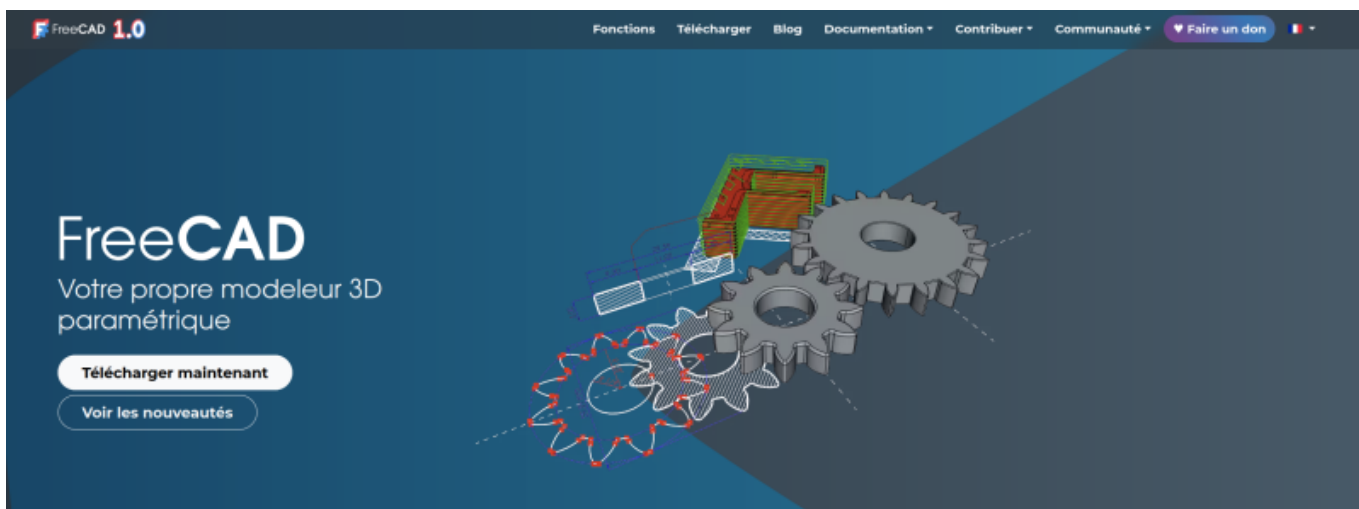 FreeCAD 1.0
Fonctions Télécharger Blog Documentation Contribuer Communauté ♥ Faire un don
FreeCAD
Votre propre modeleur 3D
paramétrique
Télécharger maintenant
Voir les nouveautés